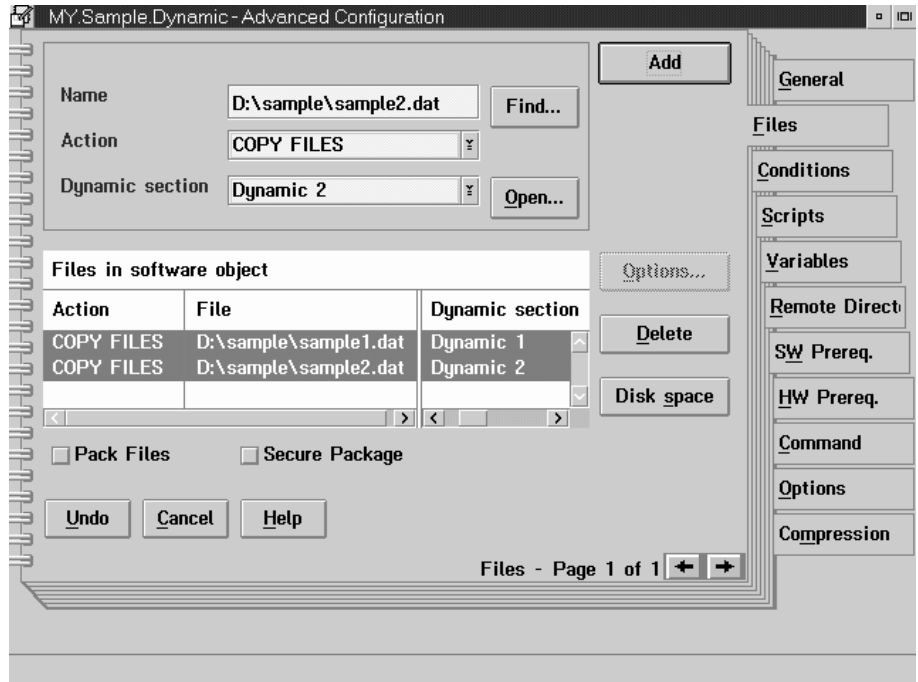 MY.Sample.Dynamic - Advanced Configuration
Add
Name
D:\sample\sample2.dat
Find...
Action
COPY FILES
Dynamic section
Dynamic 2
Open...
Files in software object
Options...
Action File Dynamic section
COPY FILES D:\sample\sample1.dat Dynamic 1
COPY FILES D:\sample\sample2.dat Dynamic 2
Delete
Disk space
Pack Files
Secure Package
Undo
Cancel
Help
Files - Page 1 of 1
General
Files
Conditions
Scripts
Variables
Remote Direct
SW Prereq.
HW Prereq.
Command
Options
Compression